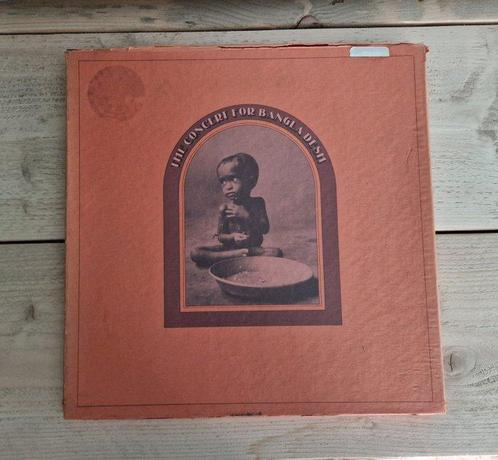 THE CONCERT FOR BANGLA DESH